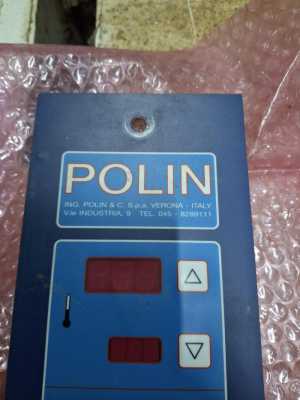 POLIN
ING. POLIN & C. S.p.a. VERONA - ITALY
V.le INDUSTRIA, 9 TEL. 045 - 8289111